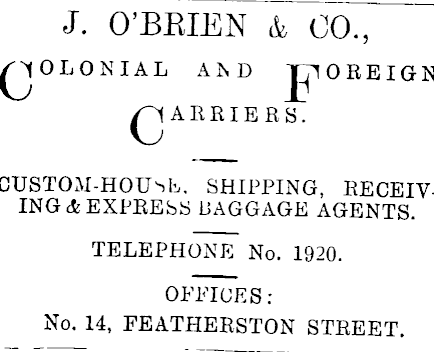 J. O'BRIEN & CO.,
COLONIAL AND FOREIGN
CARRIERS.
CUSTOM-HOUSE, SHIPPING, RECEIV-
ING & EXPRESS BAGGAGE AGENTS.
TELEPHONE No. 1920.
OFFICES:
No. 14, FEATHERSTON STREET.